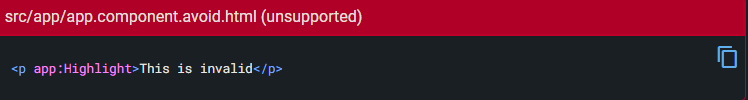 src/app/app.component.avoid.html (unsupported)
<p app:Highlight>This is invalid</p>